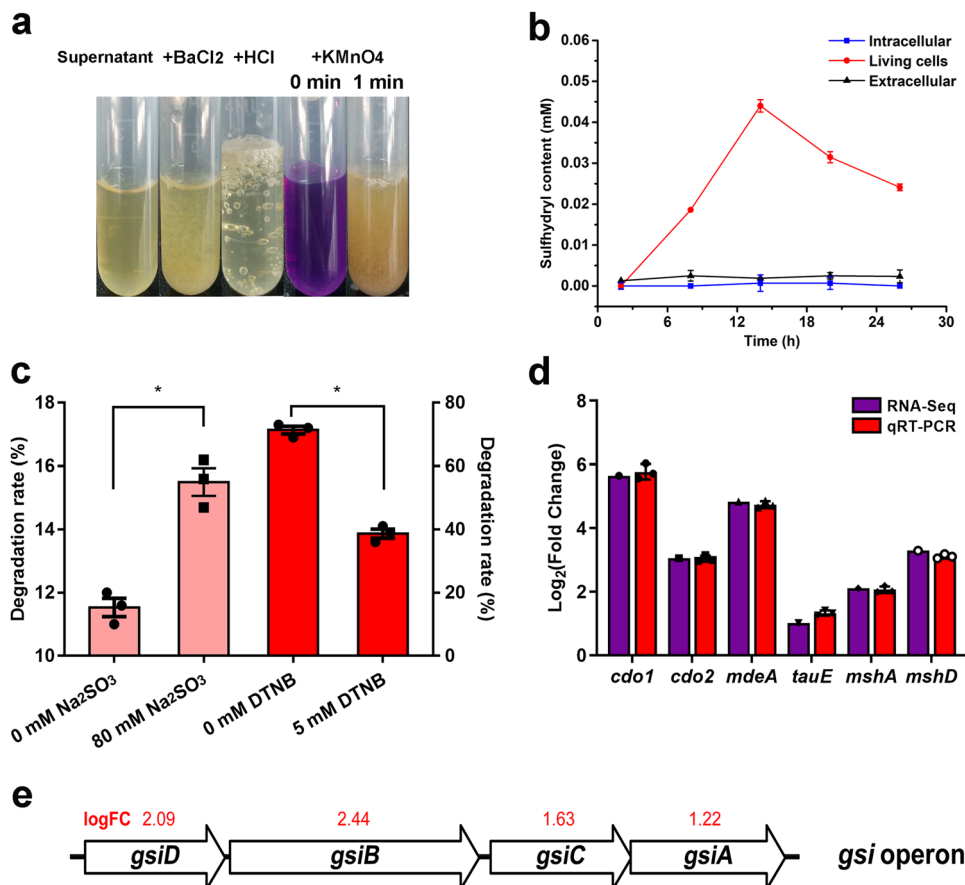 a
Supernatant +BaCl2 +HCl +KMnO4
0 min 1 min
b
Sulfhydryl content (mM)
0.06
0.05
0.04
0.03
0.02
0.01
0.00
0 6 12 18 24 30
Time (h)
Intracellular
Living cells
Extracellular
c
Degradation rate (%)
18
16
14
12
10
* *
80
60
40
20
0
Degradation rate (%)
0 mM Na₂SO₃
80 mM Na₂SO₃
0 mM DTNB
5 mM DTNB
d
Log₂(Fold Change)
8
6
4
2
0
RNA-Seq
qRT-PCR
cdo1 cdo2 mdeA tauE mshA mshD
e
logFC 2.09 2.44 1.63 1.22
gsiD gsiB gsiC gsiA gsi operon